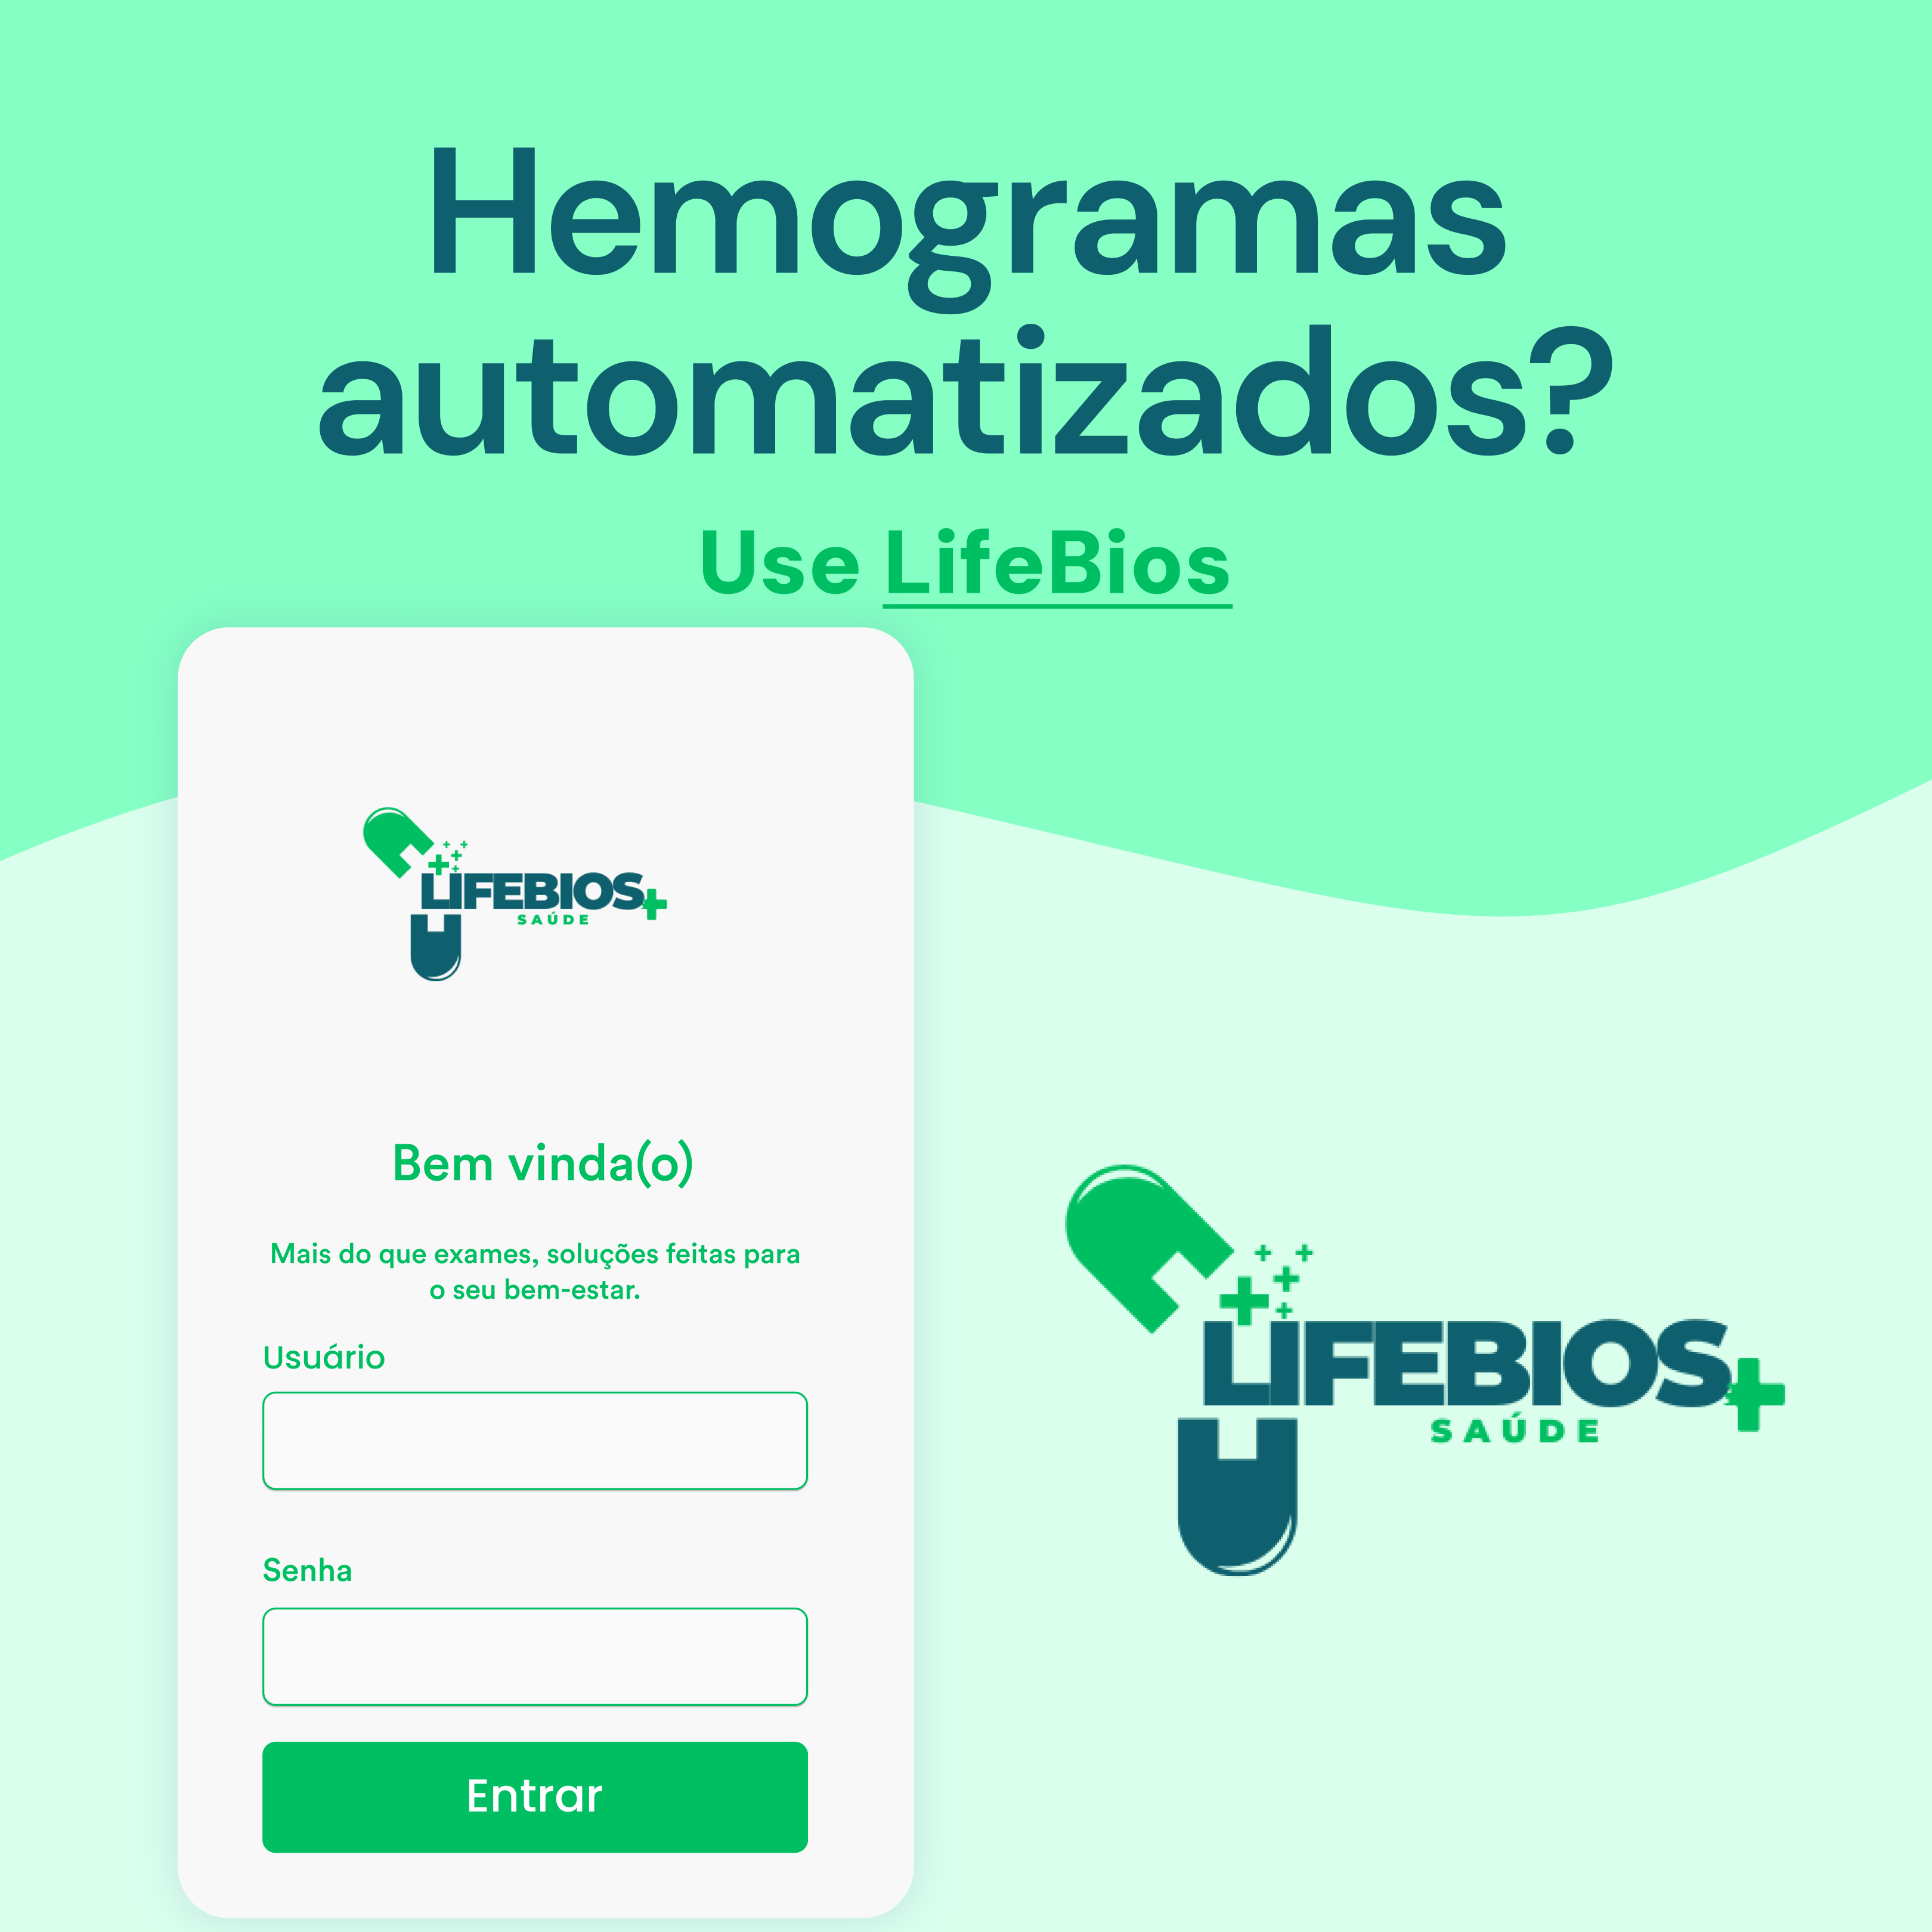 Hemogramas
automatizados?
Use LifeBios
LIFEBIOS+
SAÚDE
Bem vinda(o)
Mais do que exames, soluções feitas para
o seu bem-estar.
Usuário
Senha
Entrar
LIFEBIOS+
SAÚDE